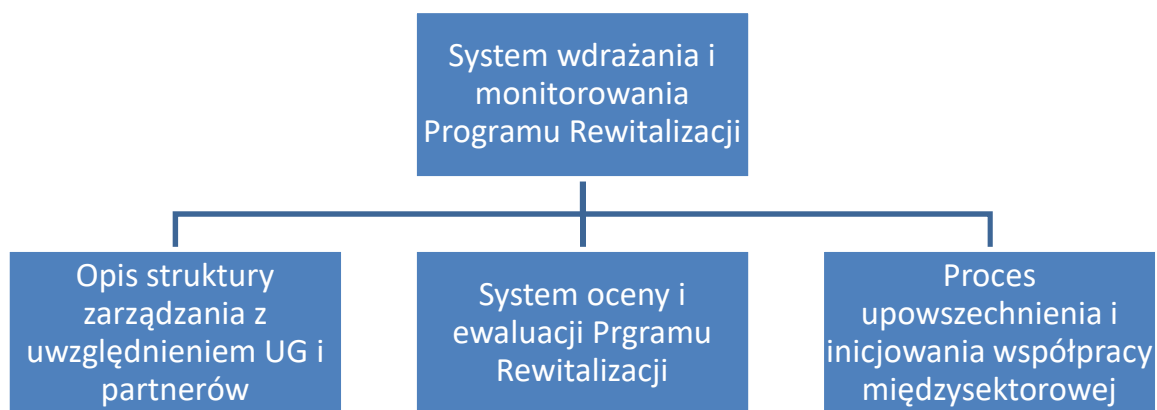 System wdrażania i
monitorowania
Programu Rewitalizacji
Opis struktury
zarządzania z
uwzględnieniem UG i
partnerów
System oceny i
ewaluacji Prgramu
Rewitalizacji
Proces
upowszechnienia i
inicjowania współpracy
międzysektorowej